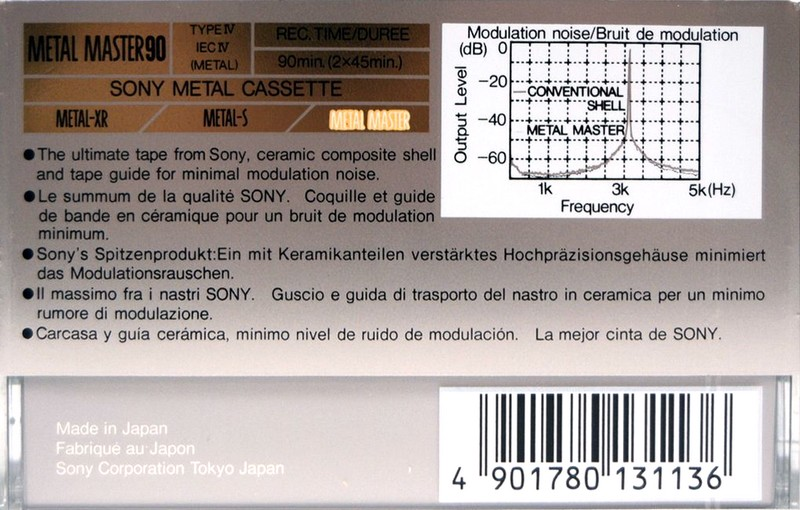 METAL MASTER90
TYPE IV
IEC IV
(METAL)
REC. TIME/DUREE
90min.(2×45min.)
SONY METAL CASSETTE
METAL-XR
METAL-S
METAL MASTER
Modulation noise/Bruit de modulation
(dB)
Output Level
0
-20
-40
-60
CONVENTIONAL
SHELL
METAL MASTER
1k
3k
5k(Hz)
Frequency
●The ultimate tape from Sony, ceramic composite shell
and tape guide for minimal modulation noise.
●Le summum de la qualité SONY. Coquille et guide
de bande en céramique pour un bruit de modulation
minimum.
●Sony's Spitzenprodukt:Ein mit Keramikanteilen verstärktes Hochpräzisionsgehäuse minimiert
das Modulationsrauschen.
●Il massimo fra i nastri SONY. Guscio e guida di trasporto del nastro in ceramica per un minimo
rumore di modulazione.
●Carcasa y guía cerámica, minimo nivel de ruido de modulación. La mejor cinta de SONY.
Made in Japan
Fabriqué au Japon
Sony Corporation Tokyo Japan
4 901780 131136